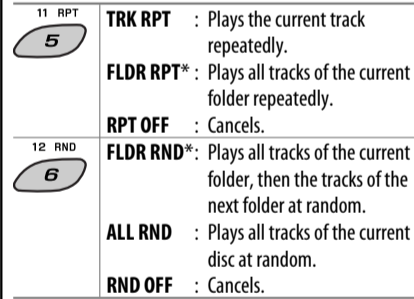 11 RPT
5
TRK RPT : Plays the current track
repeatedly.
FLDR RPT* : Plays all tracks of the current
folder repeatedly.
RPT OFF : Cancels.
12 RND
6
FLDR RND*: Plays all tracks of the current
folder, then the tracks of the
next folder at random.
ALL RND : Plays all tracks of the current
disc at random.
RND OFF : Cancels.